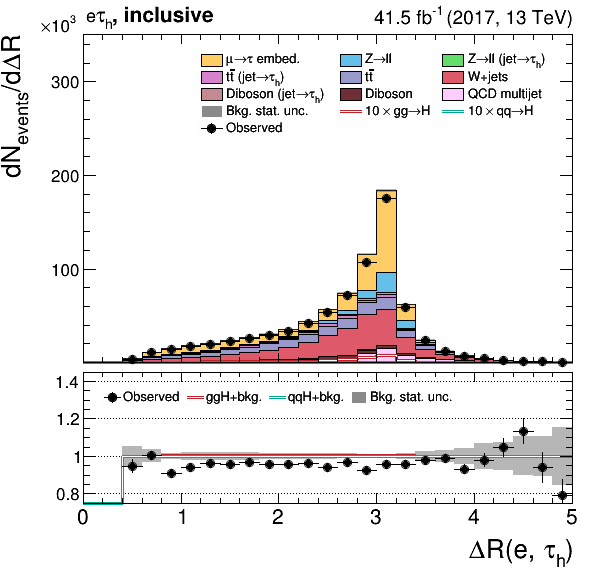 ×10³ eτₕ, inclusive 41.5 fb⁻¹ (2017, 13 TeV)
dN_events/dΔR
300
200
100
μ→τ embed. Z→ll Z→ll (jet→τₕ)
tt̄ (jet→τₕ) tt̄ W+jets
Diboson (jet→τₕ) Diboson QCD multijet
Bkg. stat. unc. 10 × gg→H 10 × qq→H
Observed
1.4
1.2
1
0.8
Observed ggH+bkg. qqH+bkg. Bkg. stat. unc.
0 1 2 3 4 5
ΔR(e, τₕ)